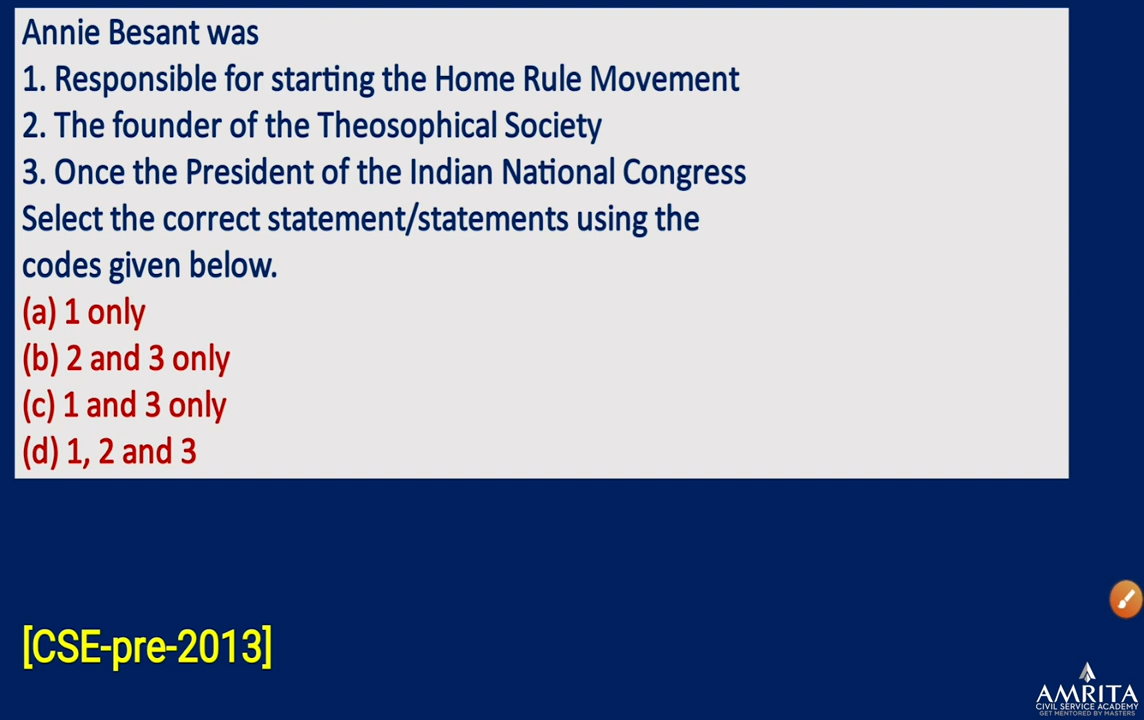 Annie Besant was
1. Responsible for starting the Home Rule Movement
2. The founder of the Theosophical Society
3. Once the President of the Indian National Congress
Select the correct statement/statements using the
codes given below.
(a) 1 only
(b) 2 and 3 only
(c) 1 and 3 only
(d) 1, 2 and 3
[CSE-pre-2013]
AMRITA
CIVIL SERVICE ACADEMY
GET MENTORED BY MASTERS